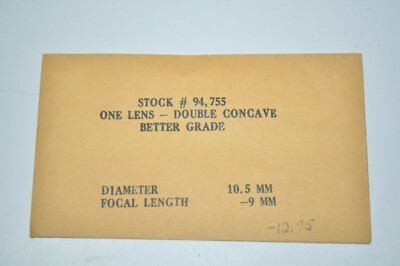 STOCK # 94,755
ONE LENS — DOUBLE CONCAVE
BETTER GRADE
DIAMETER 10.5 MM
FOCAL LENGTH —9 MM
-12.75